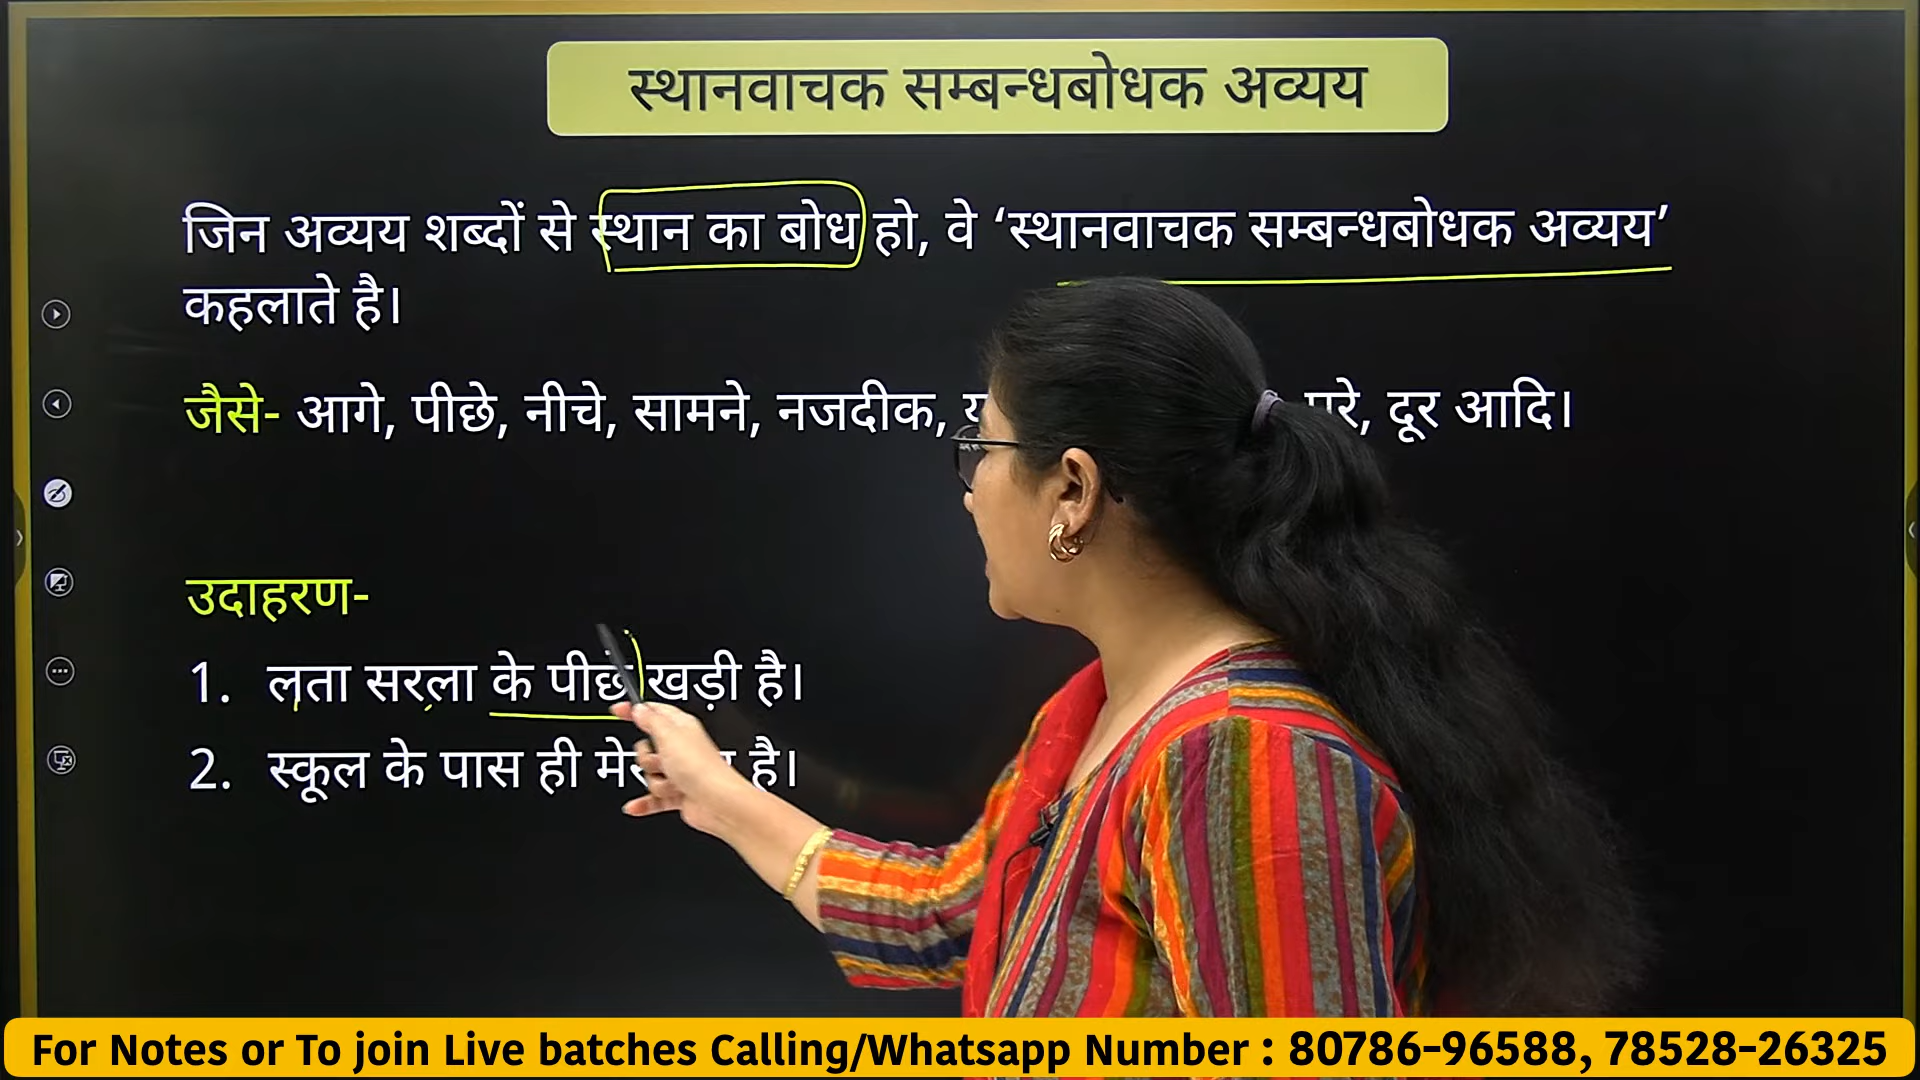 स्थानवाचक सम्बन्धबोधक अव्यय
जिन अव्यय शब्दों से स्थान का बोध हो, वे ‘स्थानवाचक सम्बन्धबोधक अव्यय’
कहलाते है।
जैसे- आगे, पीछे, नीचे, सामने, नजदीक, दूर आदि।
उदाहरण-
1. लता सरला के पीछे खड़ी है।
2. स्कूल के पास ही है।
For Notes or To join Live batches Calling/Whatsapp Number : 80786-96588, 78528-26325